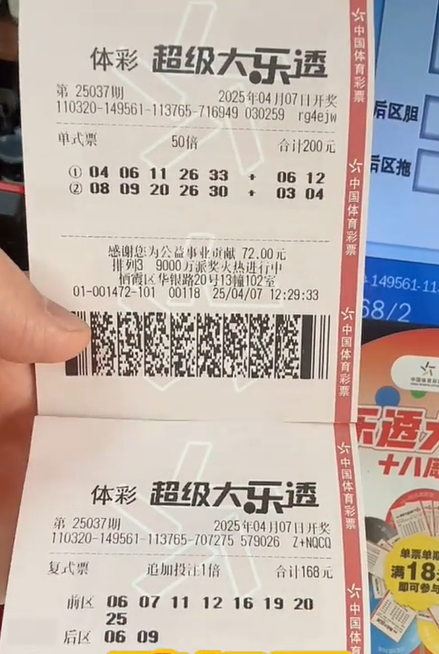 体彩 超级大乐透
第 25037期 2025年04月07日开奖
110320-149561-113765-716949 030259 rg4ejw
单式票 50倍 合计200元
① 04 06 11 26 33 + 06 12
② 08 09 20 26 30 + 03 04
感谢您为公益事业贡献 72.00元
排列3 9000万派奖火热进行中
栖霞区华银路20号13幢102室
01-001472-101 00118 25/04/07 12:29:33
中国体育彩票
中国体育彩票
中国体育彩票
体彩 超级大乐透
第 25037期 2025年04月07日开奖
110320-149561-113765-707275 579026 Z+NQCQ
复式票 追加投注1倍 合计168元
前区 06 07 11 12 16 19 20
25
后区 06 09
中国体育彩票
后区胆
后区拖
149561-11
68/2
乐透
十八
单票单期
满18
即可参与